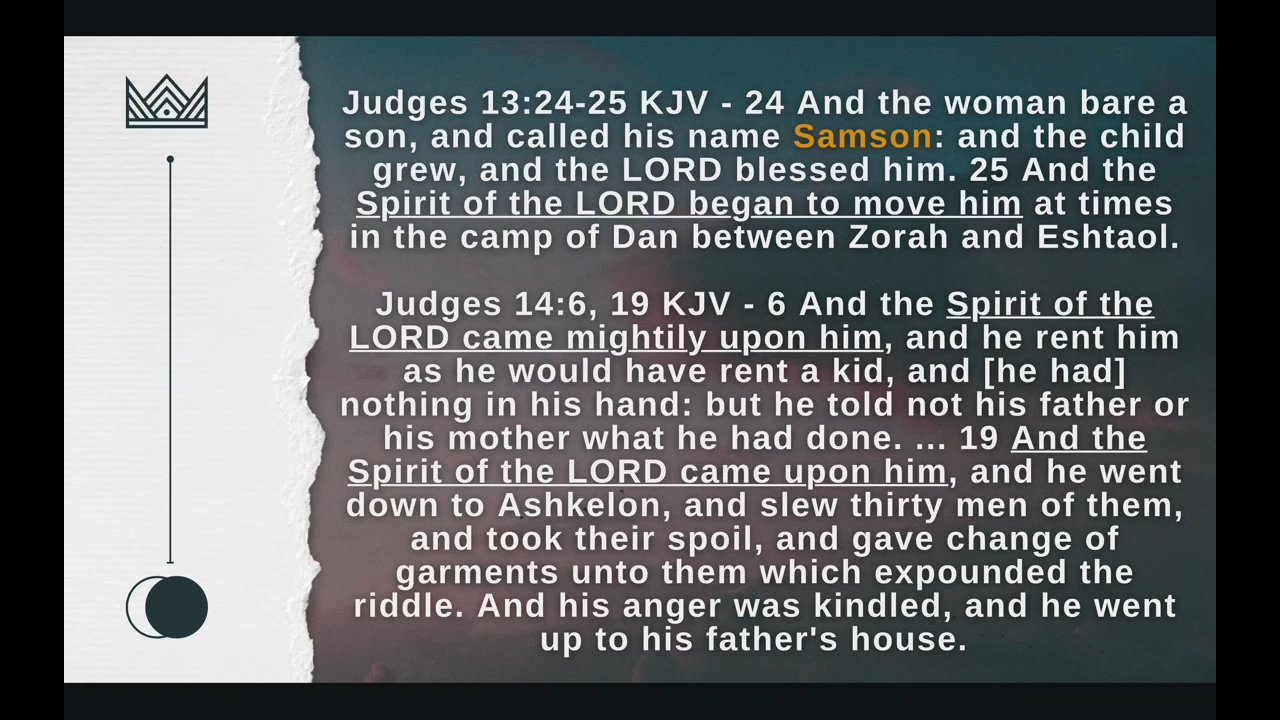 Judges 13:24-25 KJV - 24 And the woman bare a
son, and called his name Samson: and the child
grew, and the LORD blessed him. 25 And the
Spirit of the LORD began to move him at times
in the camp of Dan between Zorah and Eshtaol.
Judges 14:6, 19 KJV - 6 And the Spirit of the
LORD came mightily upon him, and he rent him
as he would have rent a kid, and [he had]
nothing in his hand: but he told not his father or
his mother what he had done. ... 19 And the
Spirit of the LORD came upon him, and he went
down to Ashkelon, and slew thirty men of them,
and took their spoil, and gave change of
garments unto them which expounded the
riddle. And his anger was kindled, and he went
up to his father's house.